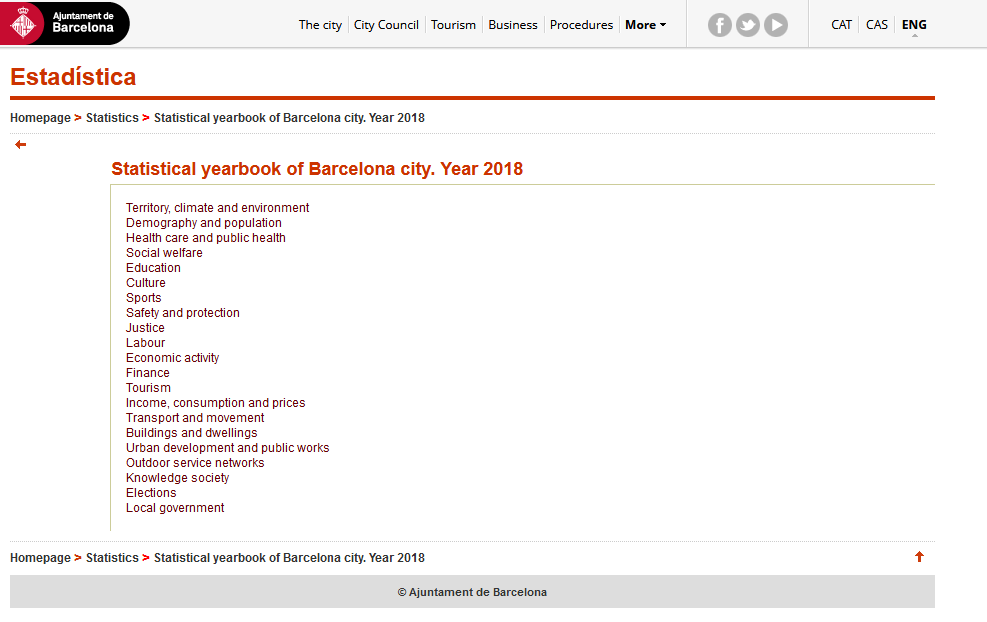 Ajuntament de
Barcelona
The city City Council Tourism Business Procedures More
CAT CAS ENG
Estadística
Homepage > Statistics > Statistical yearbook of Barcelona city. Year 2018
Statistical yearbook of Barcelona city. Year 2018
Territory, climate and environment
Demography and population
Health care and public health
Social welfare
Education
Culture
Sports
Safety and protection
Justice
Labour
Economic activity
Finance
Tourism
Income, consumption and prices
Transport and movement
Buildings and dwellings
Urban development and public works
Outdoor service networks
Knowledge society
Elections
Local government
Homepage > Statistics > Statistical yearbook of Barcelona city. Year 2018
© Ajuntament de Barcelona